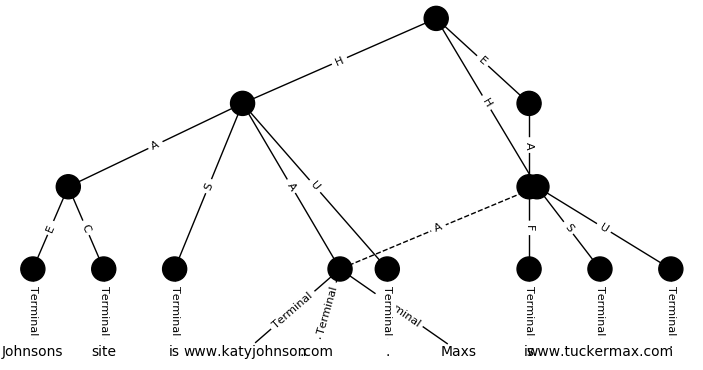 H
E
H
A
A
S
A
U
E
C
A
F
S
U
Terminal
Terminal
Terminal
Terminal
Terminal
Terminal
Terminal
Terminal
Terminal
Johnsons site is www.katyjohnson.com . Maxs is www.tuckermax.com